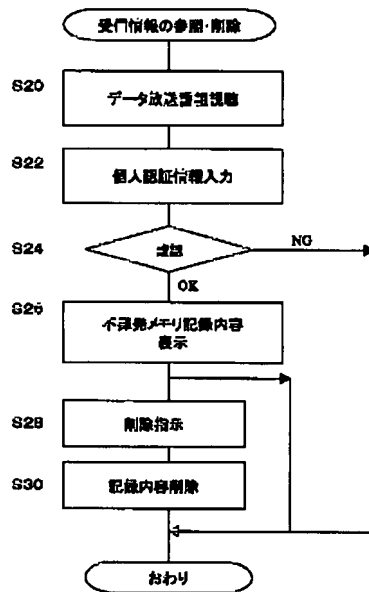 受信情報の参照・削除
S20
データ放送番組視聴
S22
個人認証情報入力
S24
確認
NG
OK
S26
不揮発メモリ記録内容
表示
S28
削除指示
S30
記録内容削除
おわり